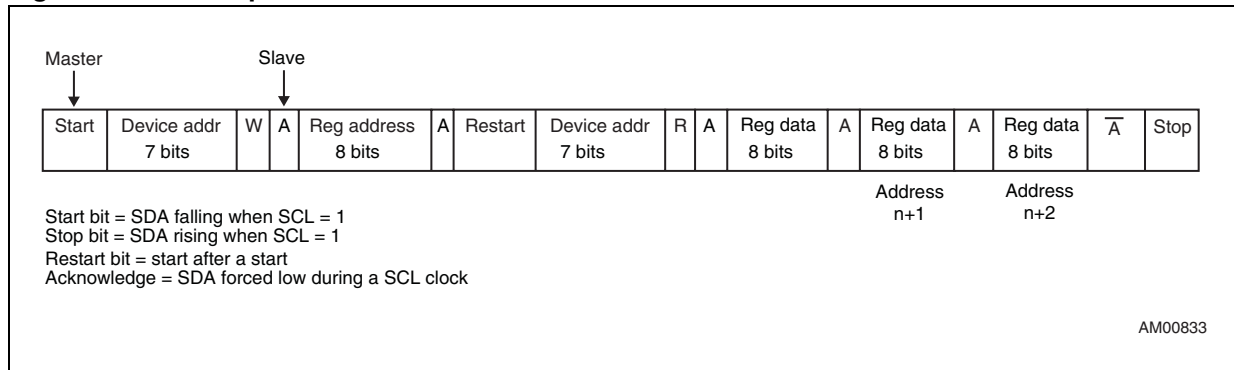 Master Slave
Start Device addr 7 bits W A Reg address 8 bits A Restart Device addr 7 bits R A Reg data 8 bits A Reg data 8 bits A Reg data 8 bits A̅ Stop
Address n+1 Address n+2
Start bit = SDA falling when SCL = 1
Stop bit = SDA rising when SCL = 1
Restart bit = start after a start
Acknowledge = SDA forced low during a SCL clock
AM00833